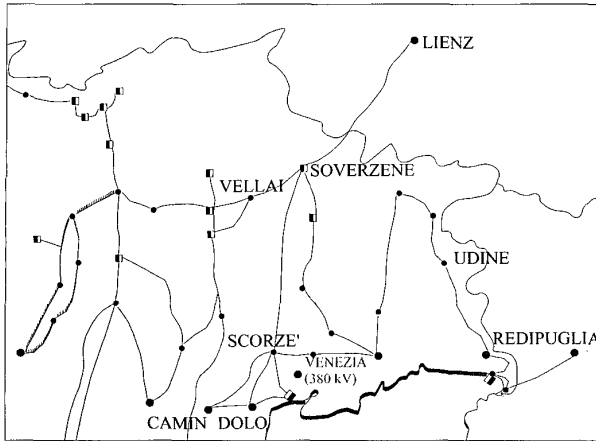 LIENZ
VELLAI
SOVERZENE
UDINE
SCORZE'
VENEZIA
(380 kV)
REDIPUGLIA
CAMIN DOLO